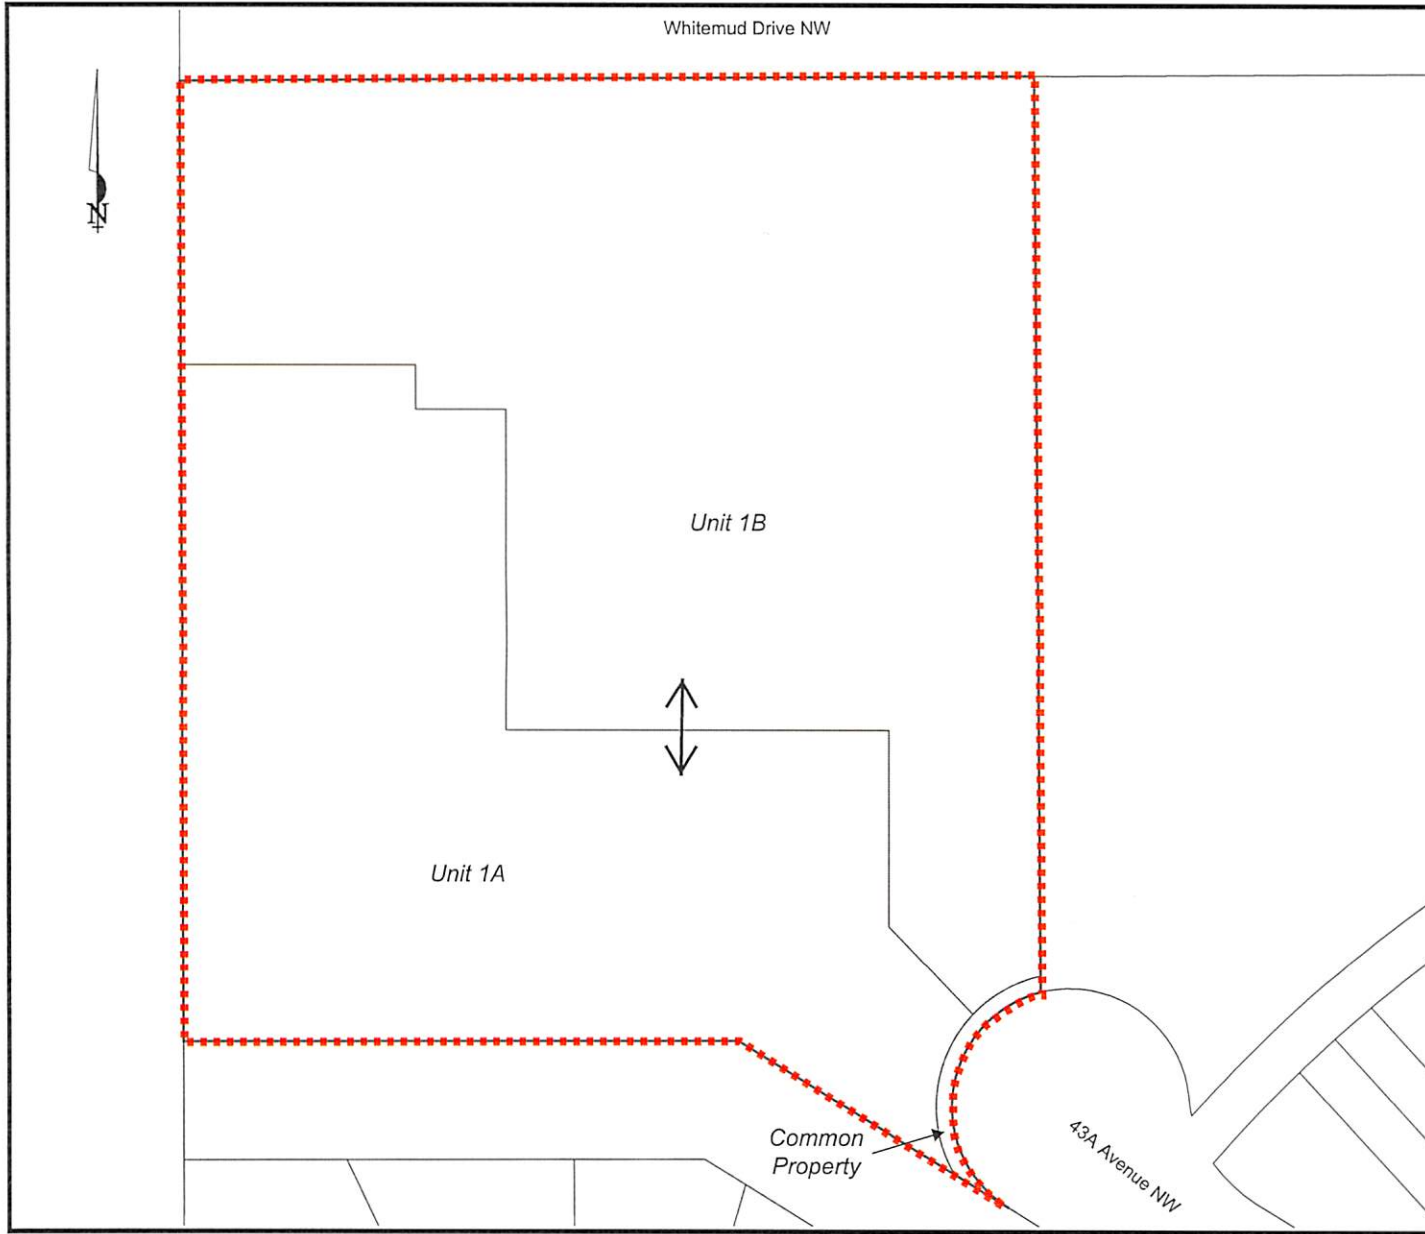 Whitemud Drive NW
N
Unit 1B
Unit 1A
Common
Property
43A Avenue NW